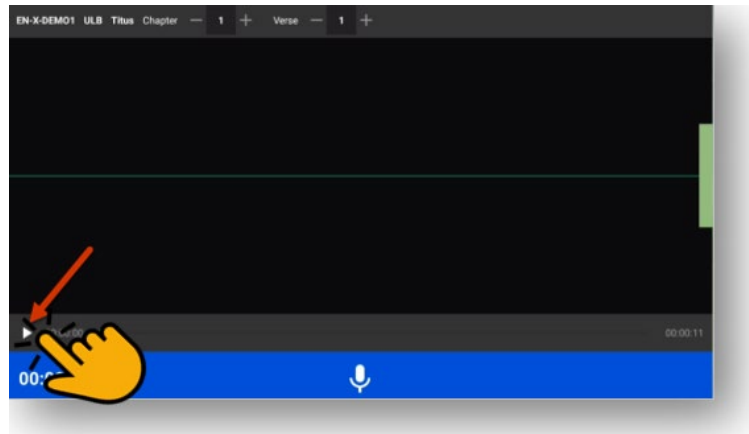 EN-X-DEMO1 ULB Titus Chapter — 1 + Verse — 1 +
00:00:11